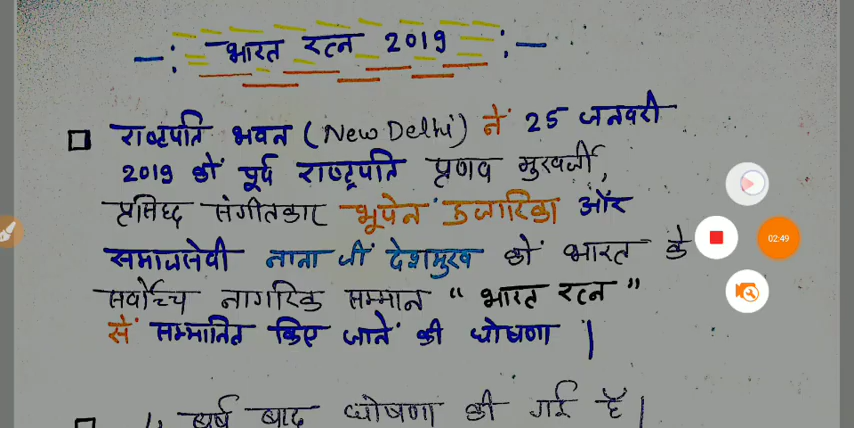 -: भारत रत्न 2019 :-
राष्ट्रपति भवन (New Delhi) ने 25 जनवरी
2019 को पूर्व राष्ट्रपति प्रणव मुखर्जी,
प्रसिध्द संगीतकार भूपेन हजारिका और
समाजसेवी नाना जी देशमुख को भारत के
सर्वोच्च नागरिक सम्मान "भारत रत्न"
से सम्मानित किए जाने की घोषणा |
वर्ष बाद घोषणा की गई है |
02:49